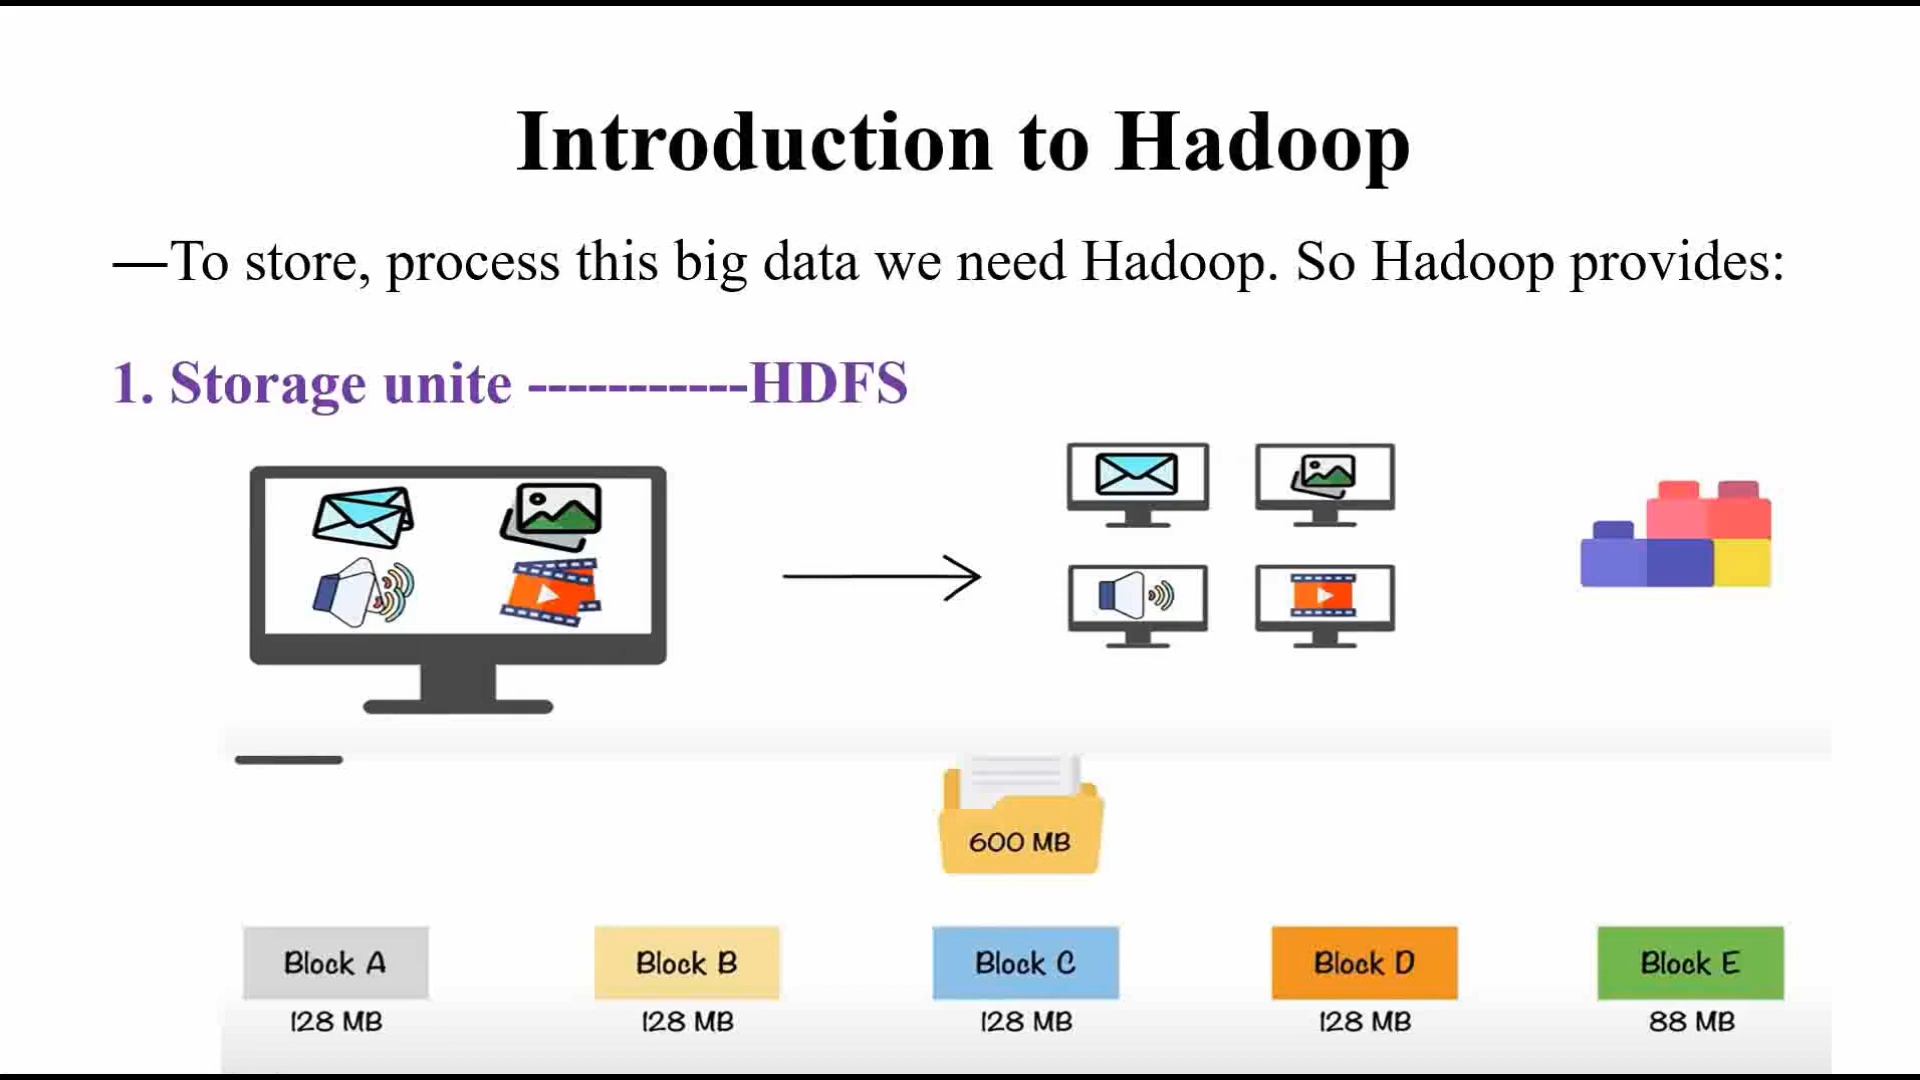 Introduction to Hadoop
—To store, process this big data we need Hadoop. So Hadoop provides:
1. Storage unite -----------HDFS
600 MB
Block A
Block B
Block C
Block D
Block E
128 MB
128 MB
128 MB
128 MB
88 MB